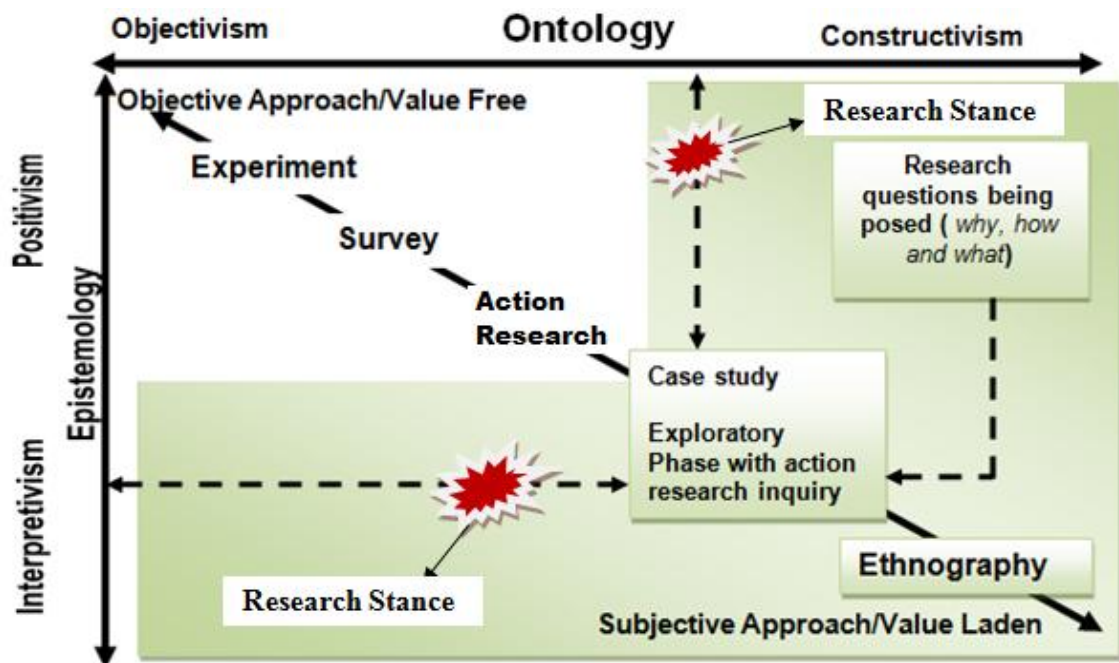 Objectivism
Ontology
Constructivism
Objective Approach/Value Free
Research Stance
Experiment
Research
questions being
posed ( why, how
and what)
Positivism
Survey
Action
Research
Epistemology
Case study
Exploratory
Phase with action
research inquiry
Interpretivism
Ethnography
Research Stance
Subjective Approach/Value Laden